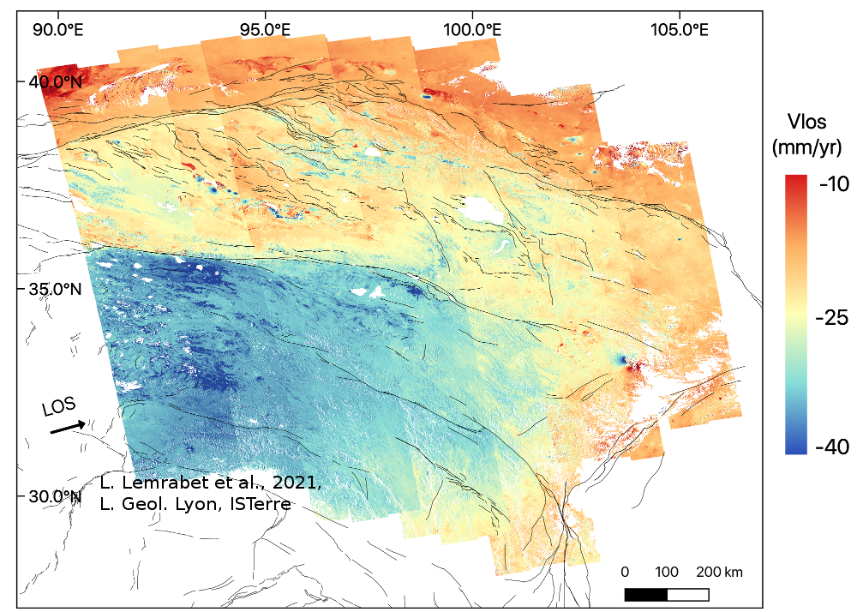 90.0°E 95.0°E 100.0°E 105.0°E
40.0°N
Vlos
(mm/yr)
-10
35.0°N
-25
LOS
-40
L. Lemrabet et al., 2021,
30.0°N
L. Geol. Lyon, ISTerre
0 100 200 km